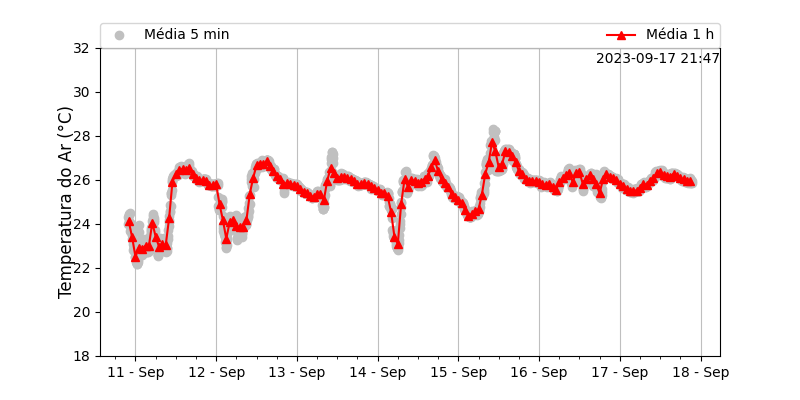 Média 5 min
Média 1 h
2023-09-17 21:47
Temperatura do Ar (°C)
32
30
28
26
24
22
20
18
11 - Sep
12 - Sep
13 - Sep
14 - Sep
15 - Sep
16 - Sep
17 - Sep
18 - Sep